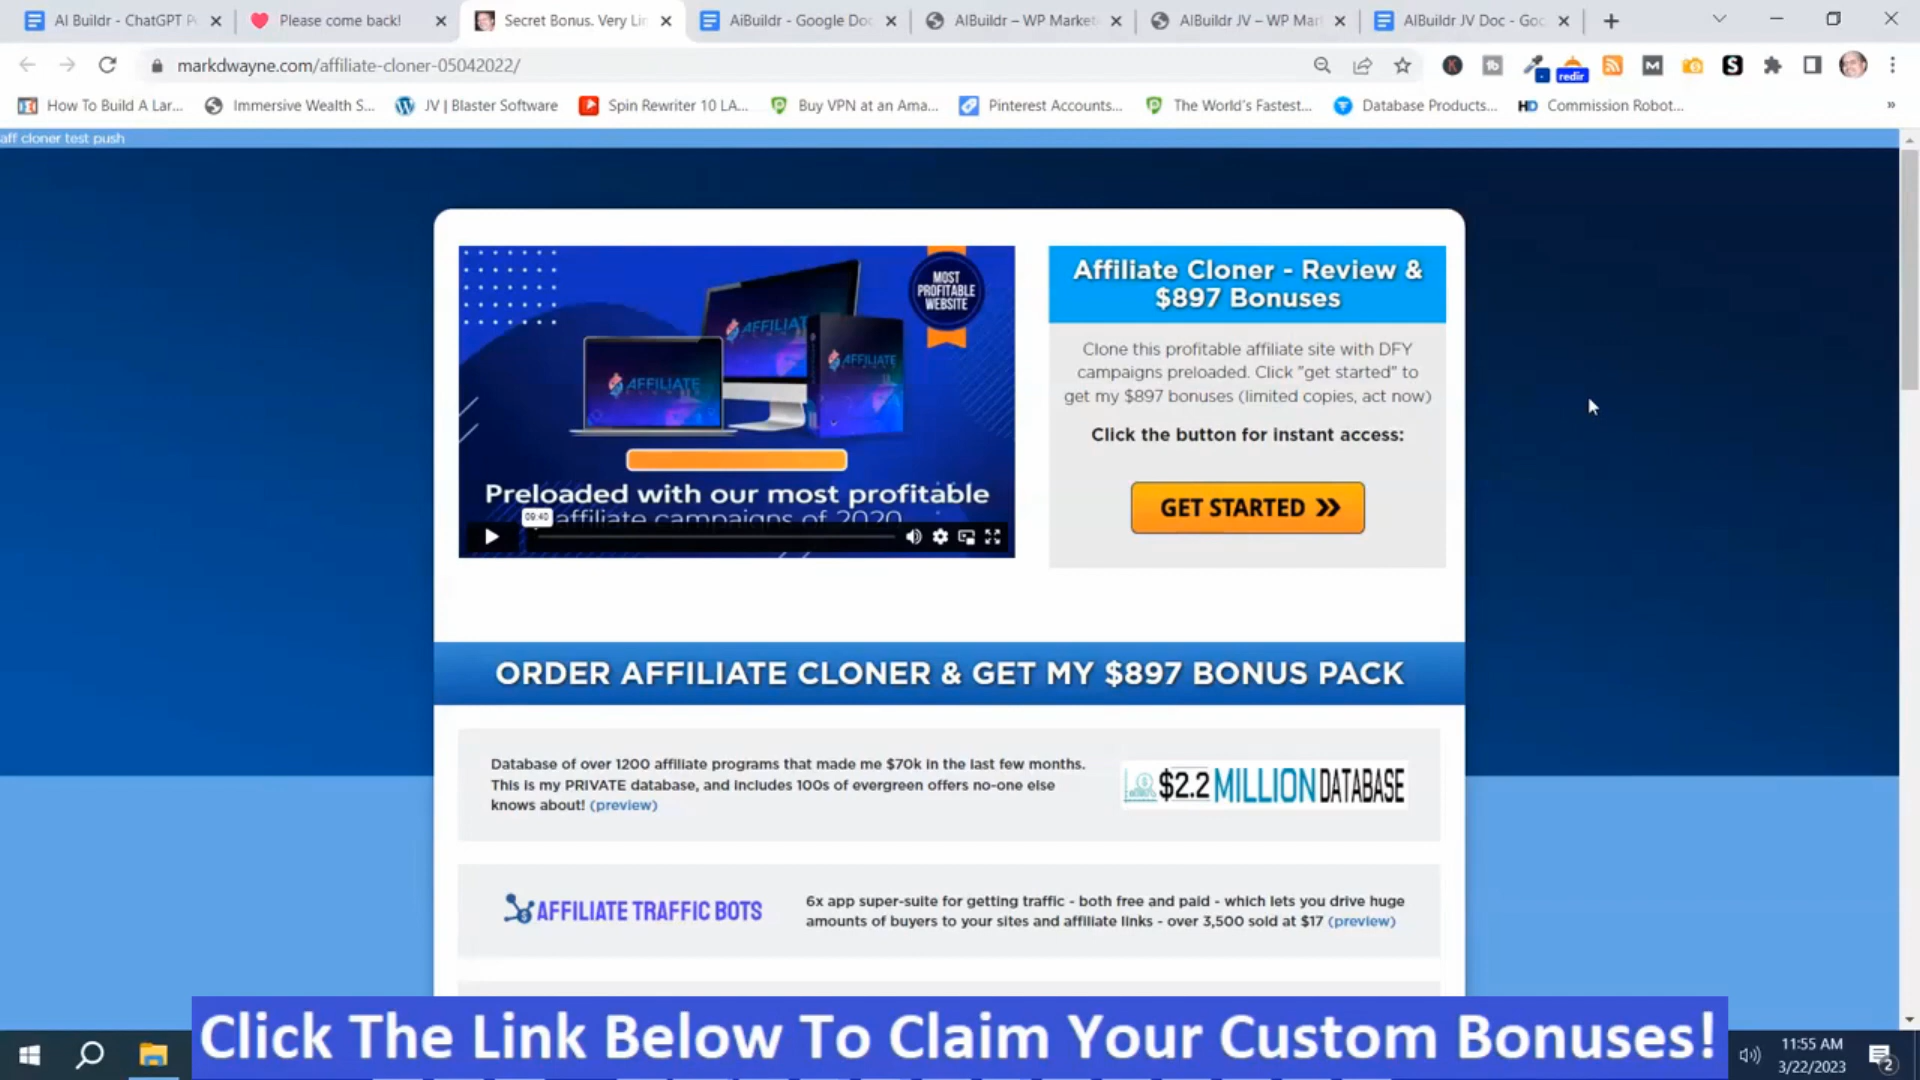 AI Buildr - ChatGPT P
Please come back!
Secret Bonus. Very Li
AiBuildr - Google Doc
AIBuildr – WP Market
AIBuildr JV – WP Mar
AIBuildr JV Doc - Goo
markdwayne.com/affiliate-cloner-05042022/
redir
How To Build A Lar...
Immersive Wealth S...
JV | Blaster Software
Spin Rewriter 10 LA...
Buy VPN at an Ama...
Pinterest Accounts...
The World's Fastest...
Database Products...
HD Commission Robot...
aff cloner test push
MOST
PROFITABLE
WEBSITE
AFFILIAT
AFFILIATE
AFFILIATE
Preloaded with our most profitable
affiliate campaigns of 2020
09:40
Affiliate Cloner - Review &
$897 Bonuses
Clone this profitable affiliate site with DFY
campaigns preloaded. Click "get started" to
get my $897 bonuses (limited copies, act now)
Click the button for instant access:
GET STARTED »
ORDER AFFILIATE CLONER & GET MY $897 BONUS PACK
Database of over 1200 affiliate programs that made me $70k in the last few months.
This is my PRIVATE database, and includes 100s of evergreen offers no-one else
knows about! (preview)
$2.2 MILLION DATABASE
AFFILIATE TRAFFIC BOTS
6x app super-suite for getting traffic - both free and paid - which lets you drive huge
amounts of buyers to your sites and affiliate links - over 3,500 sold at $17 (preview)
Click The Link Below To Claim Your Custom Bonuses!
11:55 AM
3/22/2023
2